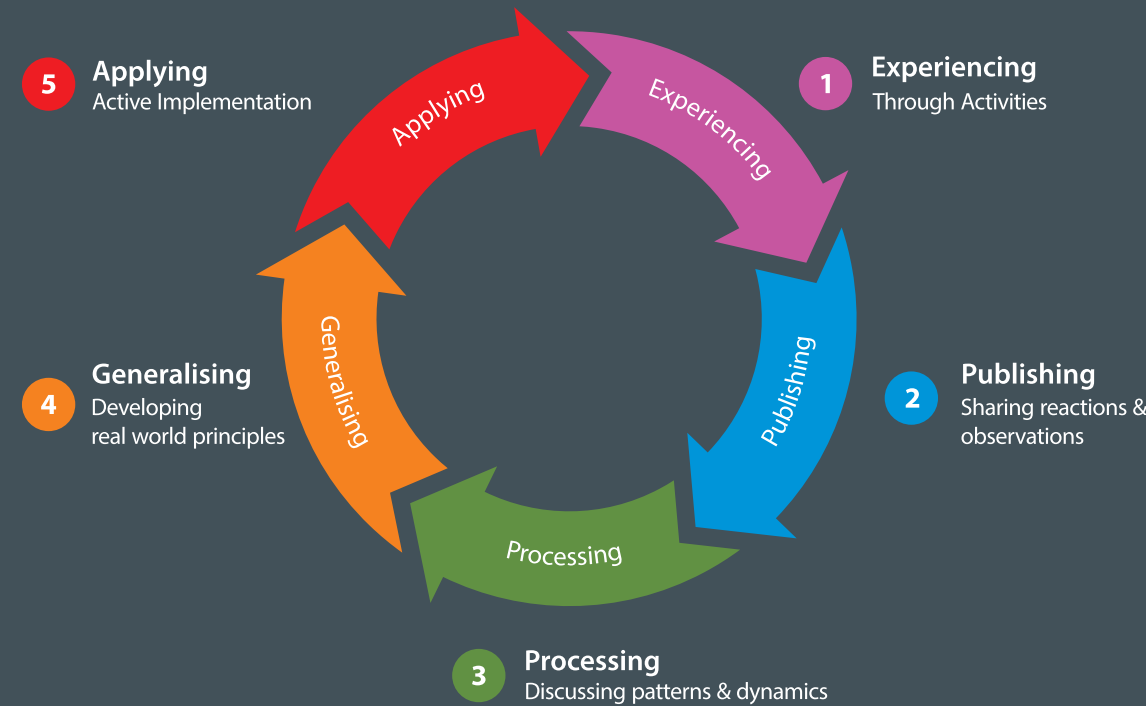 Applying
Experiencing
Publishing
Processing
Generalising
1
Experiencing
Through Activities
2
Publishing
Sharing reactions &
observations
3
Processing
Discussing patterns & dynamics
4
Generalising
Developing
real world principles
5
Applying
Active Implementation